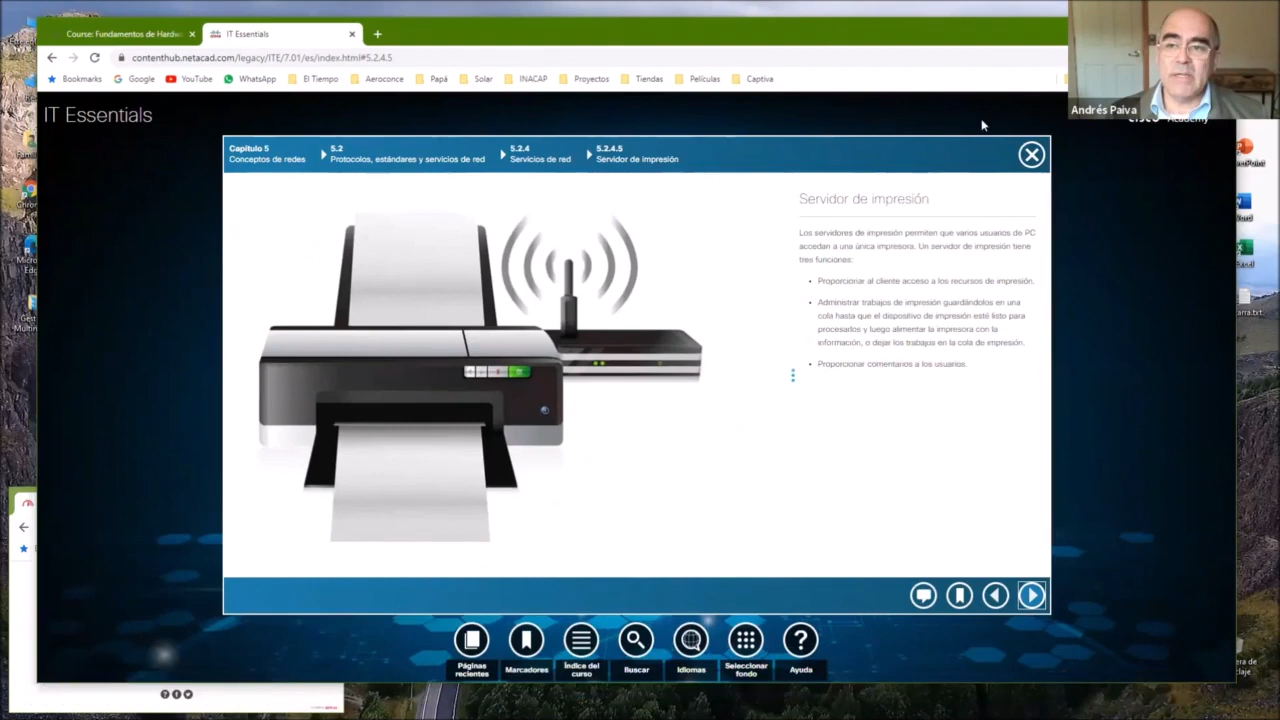 Course: Fundamentos de Hardw
IT Essentials
contenthub.netacad.com/legacy/ITE/7.01/es/index.html#5.2.4.5
Bookmarks
Google
YouTube
WhatsApp
El Tiempo
Aeroconce
Papá
Solar
INACAP
Proyectos
Tiendas
Películas
Captiva
Andrés Paiva
IT Essentials
Capítulo 5
Conceptos de redes
5.2
Protocolos, estándares y servicios de red
5.2.4
Servicios de red
5.2.4.5
Servidor de impresión
Servidor de impresión
Los servidores de impresión permiten que varios usuarios de PC
accedan a una única impresora. Un servidor de impresión tiene
tres funciones:
• Proporcionar al cliente acceso a los recursos de impresión.
• Administrar trabajos de impresión guardándolos en una
cola hasta que el dispositivo de impresión esté listo para
procesarlos y luego alimentar la impresora con la
información, o dejar los trabajos en la cola de impresión.
• Proporcionar comentarios a los usuarios.
Páginas
recientes
Marcadores
Índice del
curso
Buscar
Idiomas
Seleccionar
fondo
Ayuda